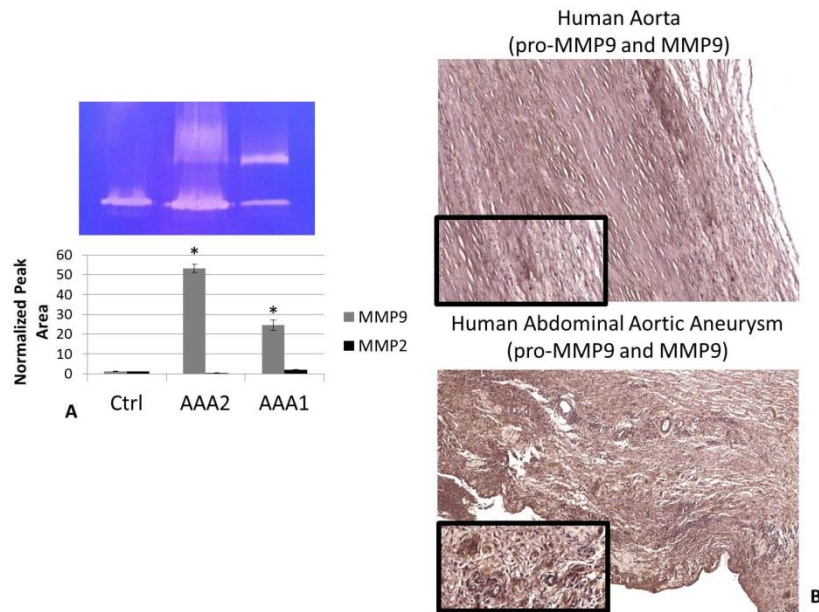 Human Aorta
(pro-MMP9 and MMP9)
Normalized Peak
Area
60
50
40
30
20
10
0
*
*
MMP9
MMP2
Ctrl
AAA2
AAA1
A
Human Abdominal Aortic Aneurysm
(pro-MMP9 and MMP9)
B